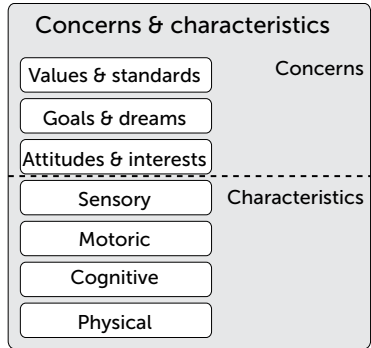 Concerns & characteristics
Values & standards
Concerns
Goals & dreams
Attitudes & interests
Sensory
Characteristics
Motoric
Cognitive
Physical